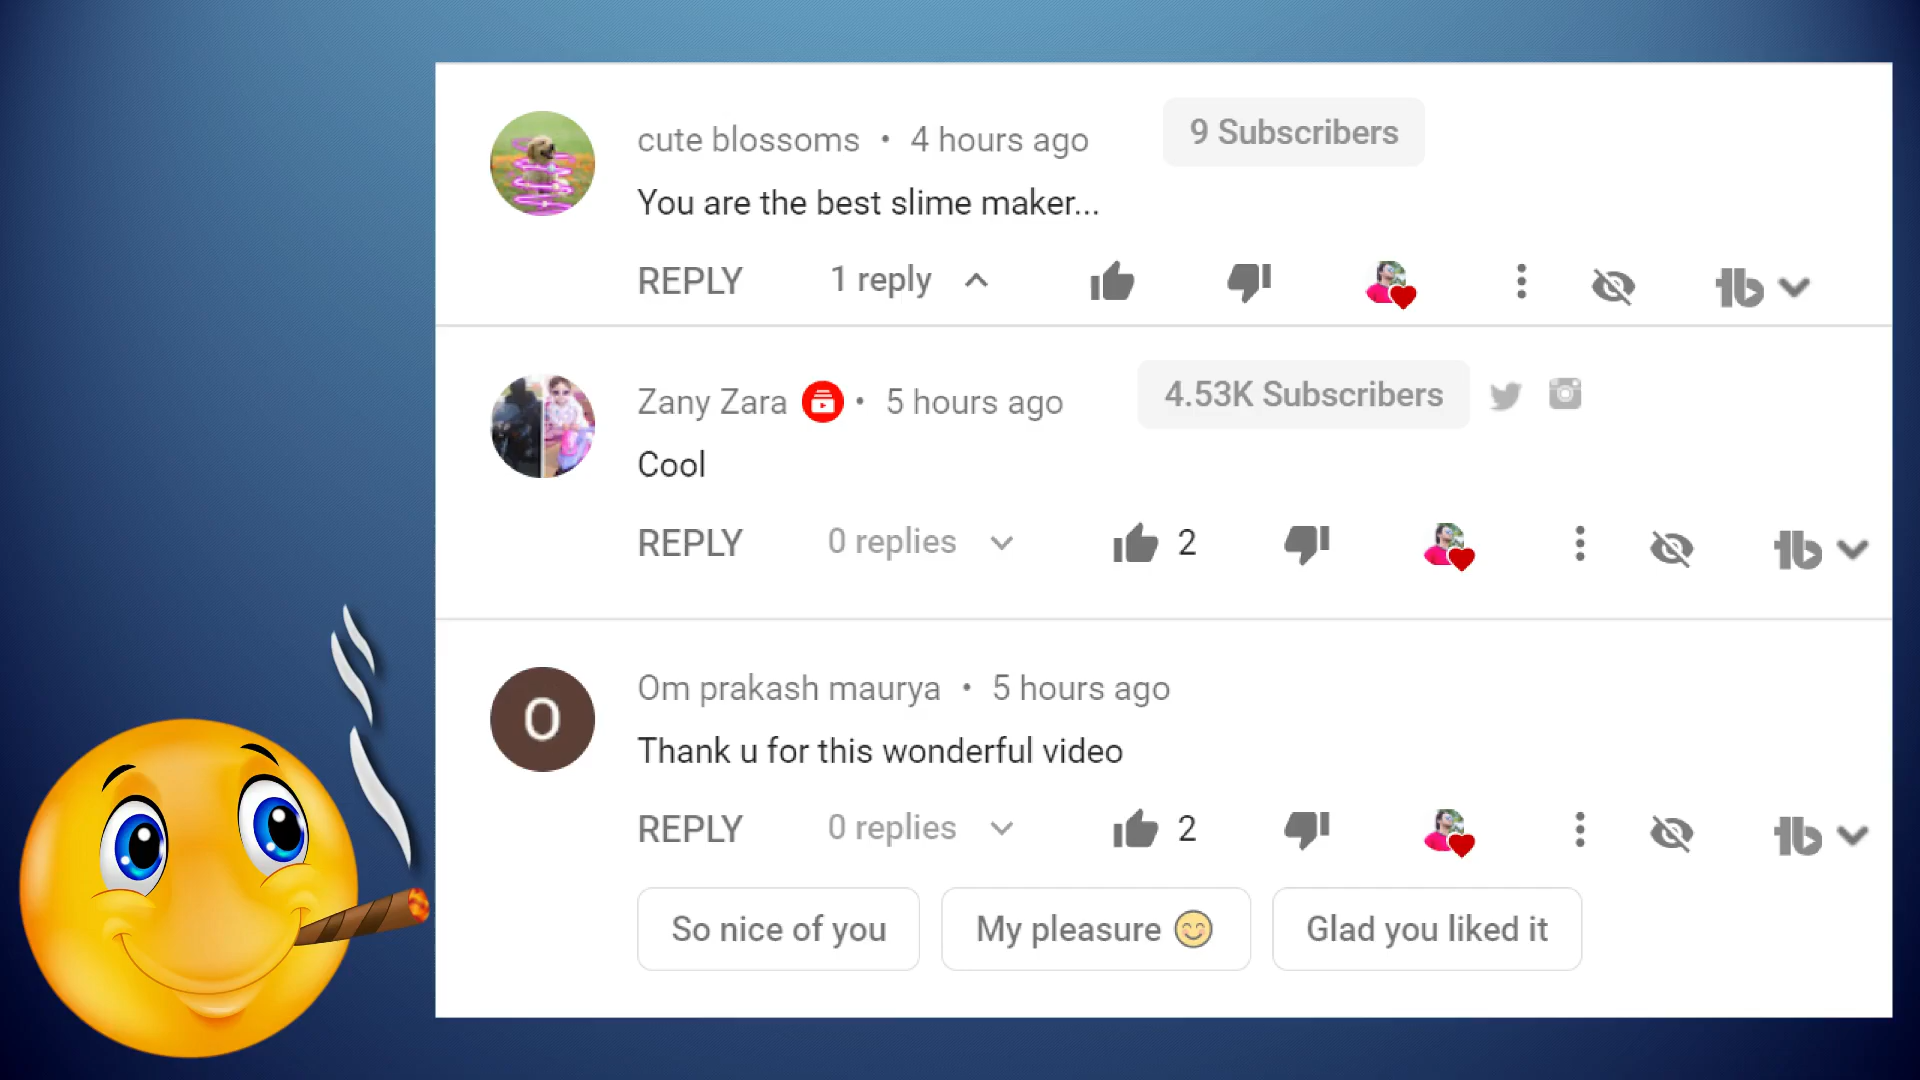 cute blossoms • 4 hours ago 9 Subscribers
You are the best slime maker...
REPLY 1 reply
Zany Zara • 5 hours ago 4.53K Subscribers
Cool
REPLY 0 replies 2
O
Om prakash maurya • 5 hours ago
Thank u for this wonderful video
REPLY 0 replies 2
So nice of you My pleasure 😊 Glad you liked it